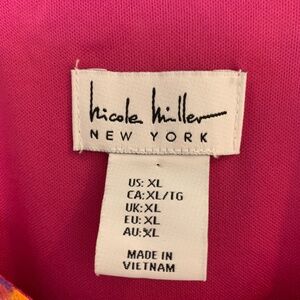 nicole miller
NEW YORK
US: XL
CA:XL/TG
UK:XL
EU:XL
AU:XL
MADE IN
VIETNAM